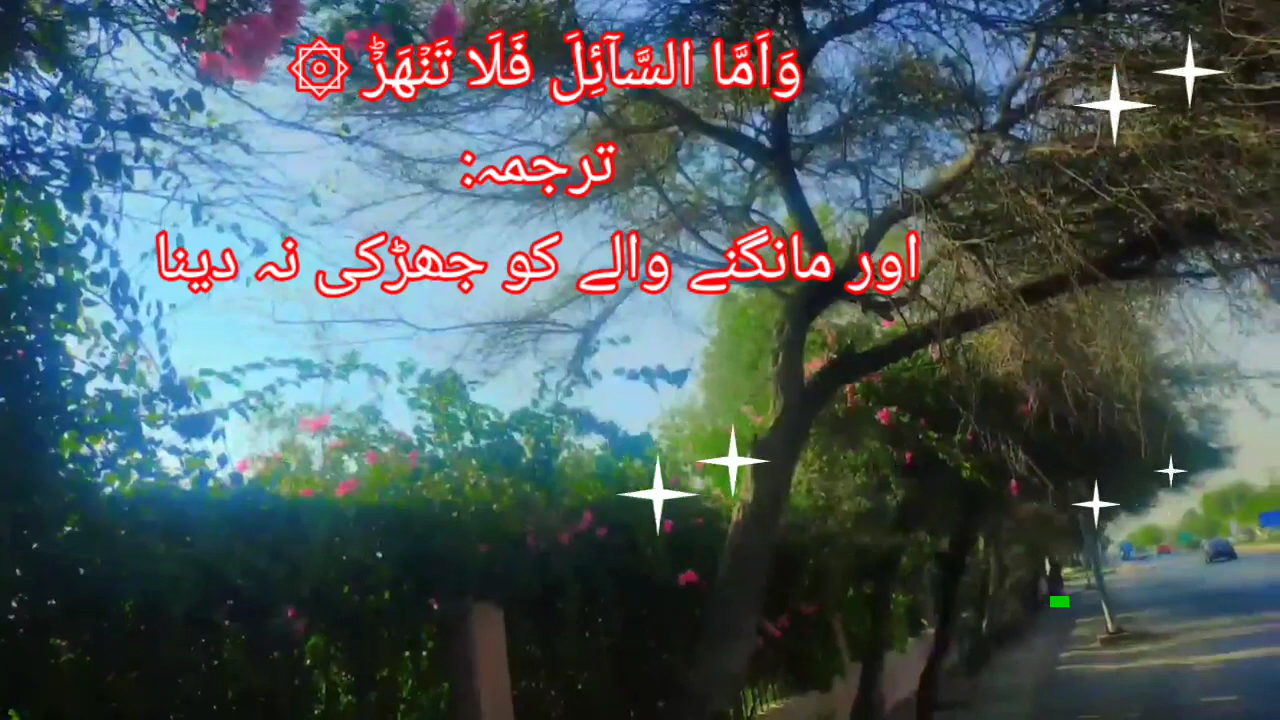 وَاَمَّا السَّآئِلَ فَلَا تَنۡهَرۡؕ ۞
ترجمہ:
اور مانگنے والے کو جھڑکی نہ دینا